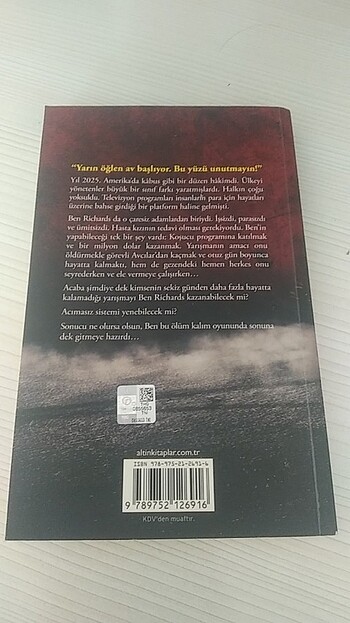 “Yarın öğlen av başlıyor. Bu yüzü unutmayın!”
Yıl 2025. Amerika'da kâbus gibi bir düzen hâkimdi. Ülkeyi
yönetenler büyük bir sınıf farkı yaratmışlardı. Halkın çoğu
yoksuldu. Televizyon programları insanların para için hayatları
üzerine bahse girdiği bir platform haline gelmişti.
Ben Richards da o çaresiz adamlardan biriydi. İşsizdi, parasızdı
ve ümitsizdi. Hasta kızının tedavi olması gerekiyordu. Ben'in
yapabileceği tek bir şey vardı; Koşucu programına katılmak
ve bir milyon dolar kazanmak. Yarışmanın amacı onu
öldürmekle görevli Avcılar'dan kaçmak ve otuz gün boyunca
hayatta kalmaktı, hem de gezendeki hemen herkes onu
seyrederken ve ele vermeye çalışırken...
Acaba şimdiye dek kimsenin sekiz günden daha fazla hayatta
kalamadığı yarışmayı Ben Richards kazanabilecek mi?
Acımasız sistemi yenebilecek mi?
Sonucu ne olursa olsun, Ben bu ölüm kalım oyununda sonuna
dek gitmeye hazırdı...
altinkitaplar.com.tr
ISBN 978-975-21-2691-6
9 789752 126916
KDV'den muaftır.